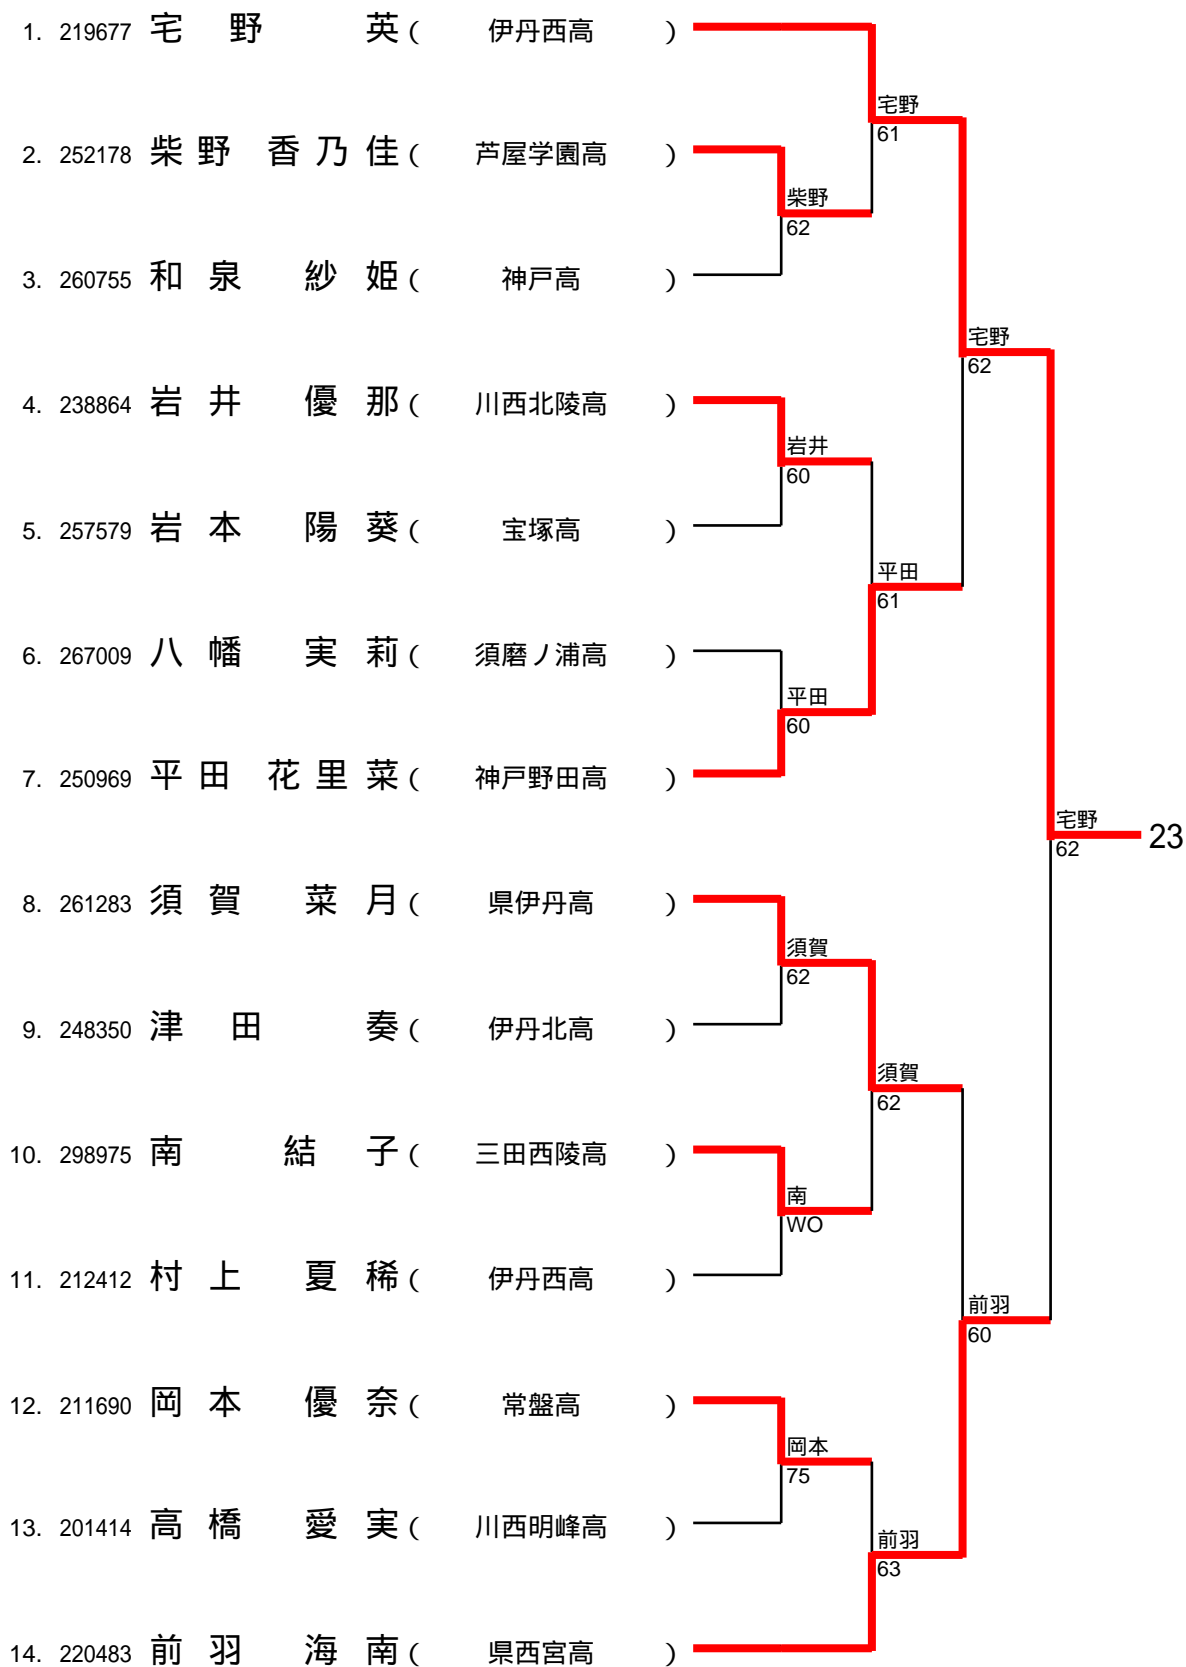 1. 219677 宅 野 英 ( 伊丹西高 )
宅野
61
2. 252178 柴 野 香 乃 佳 ( 芦屋学園高 )
柴野
62
3. 260755 和 泉 紗 姫 ( 神戸高 )
宅野
62
4. 238864 岩 井 優 那 ( 川西北陵高 )
岩井
60
5. 257579 岩 本 陽 葵 ( 宝塚高 )
平田
61
6. 267009 八 幡 実 莉 ( 須磨ノ浦高 )
平田
60
7. 250969 平 田 花 里 菜 ( 神戸野田高 )
宅野
62
23
8. 261283 須 賀 菜 月 ( 県伊丹高 )
須賀
62
9. 248350 津 田 奏 ( 伊丹北高 )
須賀
62
10. 298975 南 結 子 ( 三田西陵高 )
南
WO
11. 212412 村 上 夏 稀 ( 伊丹西高 )
前羽
60
12. 211690 岡 本 優 奈 ( 常盤高 )
岡本
75
13. 201414 高 橋 愛 実 ( 川西明峰高 )
前羽
63
14. 220483 前 羽 海 南 ( 県西宮高 )